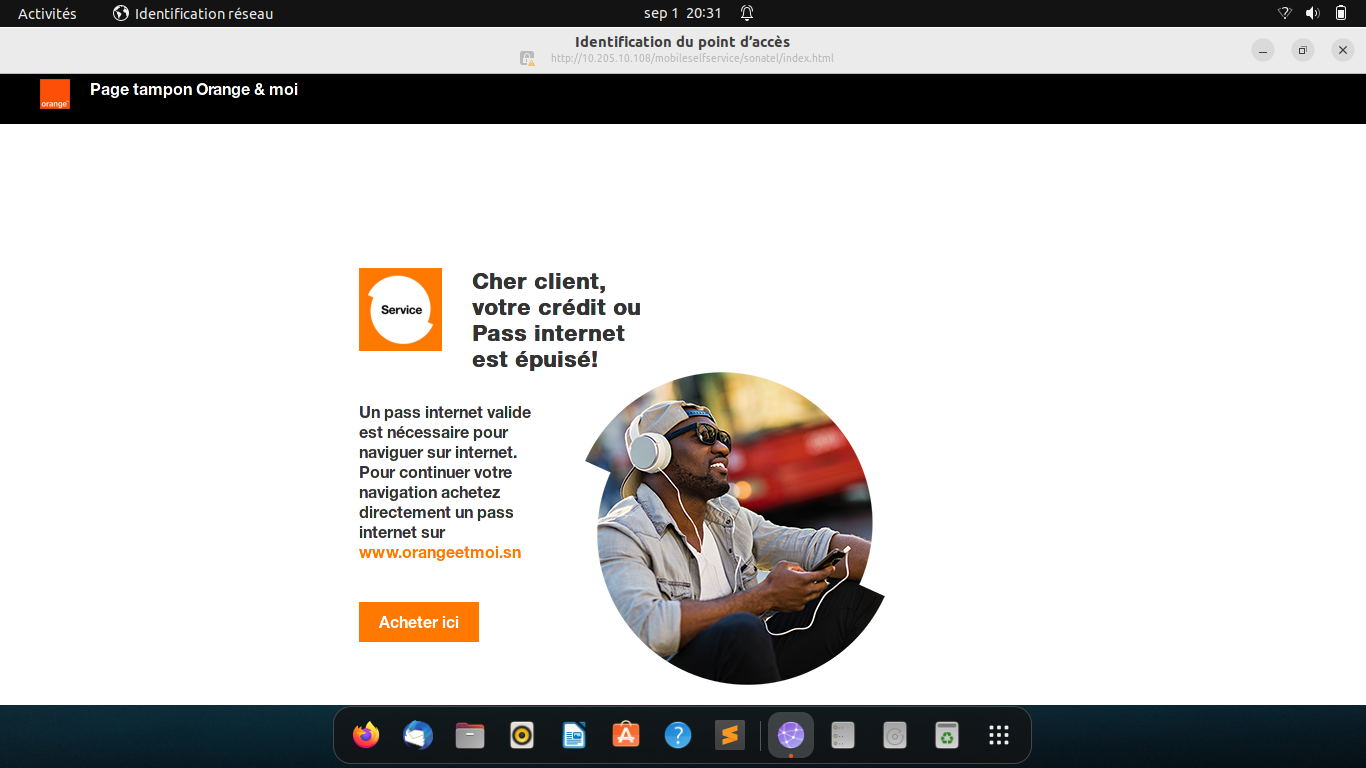 Activités
Identification réseau
sep 1 20:31
Identification du point d'accès
http://10.205.10.108/mobileselfservice/sonatel/index.html
orange
Page tampon Orange & moi
Service
Cher client,
votre crédit ou
Pass internet
est épuisé!
Un pass internet valide
est nécessaire pour
naviguer sur internet.
Pour continuer votre
navigation achetez
directement un pass
internet sur
www.orangeetmoi.sn
Acheter ici